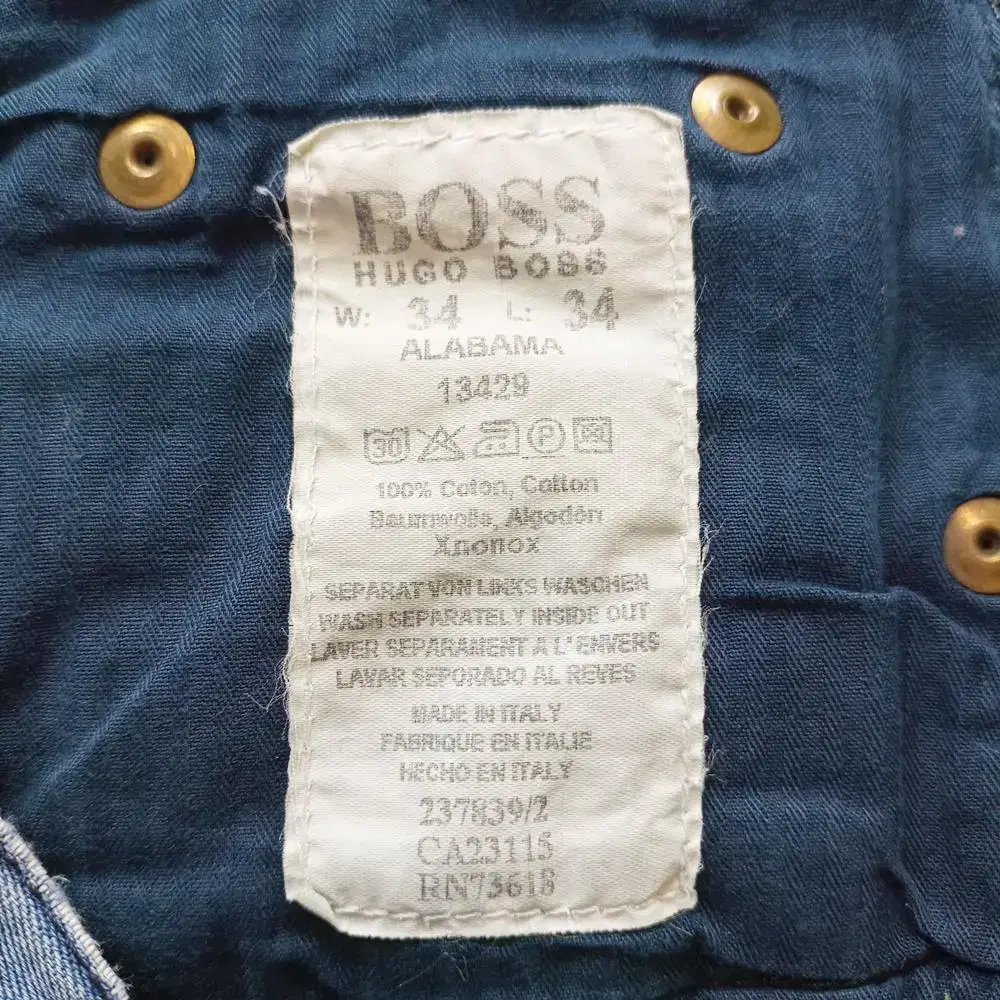 BOSS
HUGO BOSS
W: 34 L: 34
ALABAMA
13429
30 P
100% Coton, Cotton
Baumwolle, Algodón
Xnonox
SEPARAT VON LINKS WASCHEN
WASH SEPARATELY INSIDE OUT
LAVER SEPARAMENT A L'ENVERS
LAVAR SEPORADO AL REVES
MADE IN ITALY
FABRIQUE EN ITALIE
HECHO EN ITALY
237839/2
CA23115
RN73618